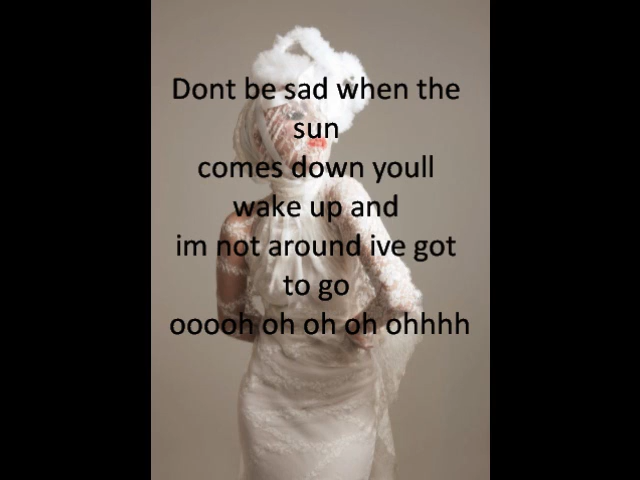 Dont be sad when the
sun
comes down youll
wake up and
im not around ive got
to go
ooooh oh oh oh ohhhh